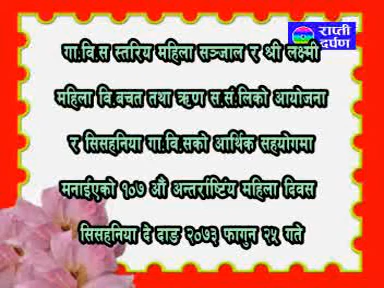 राप्ती
दर्पण
गा.वि.स स्तरिय महिला सञ्जाल र श्री लक्ष्मी
महिला वि.बचत तथा ऋण स.सं.लिको आयोजना
र सिसहनिया गा.वि.सको आर्थिक सहयोगमा
मनाईएको १०७ औं अन्तर्राष्टिंय महिला दिवस
सिसहनिया दे दाङ २०७३ फागुन २५ गते